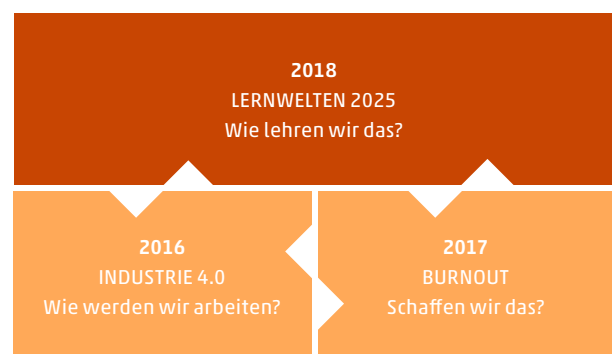 2018
LERNWELTEN 2025
Wie lehren wir das?
2016
INDUSTRIE 4.0
Wie werden wir arbeiten?
2017
BURNOUT
Schaffen wir das?